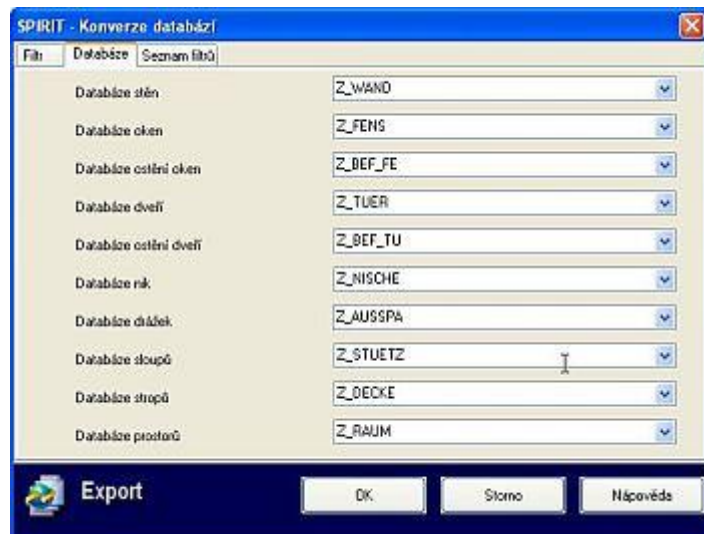 SPIRIT - Konverze databází
Filtr Databáze Seznam filtrů
Databáze stěn Z_WAND
Databáze oken Z_FENS
Databáze ostění oken Z_BEF_FE
Databáze dveří Z_TUER
Databáze ostění dveří Z_BEF_TU
Databáze nik Z_NISCHE
Databáze drážek Z_AUSSPA
Databáze sloupů Z_STUETZ
Databáze stropů Z_DECKE
Databáze prostorů Z_RAUM
Export OK Storno Nápověda